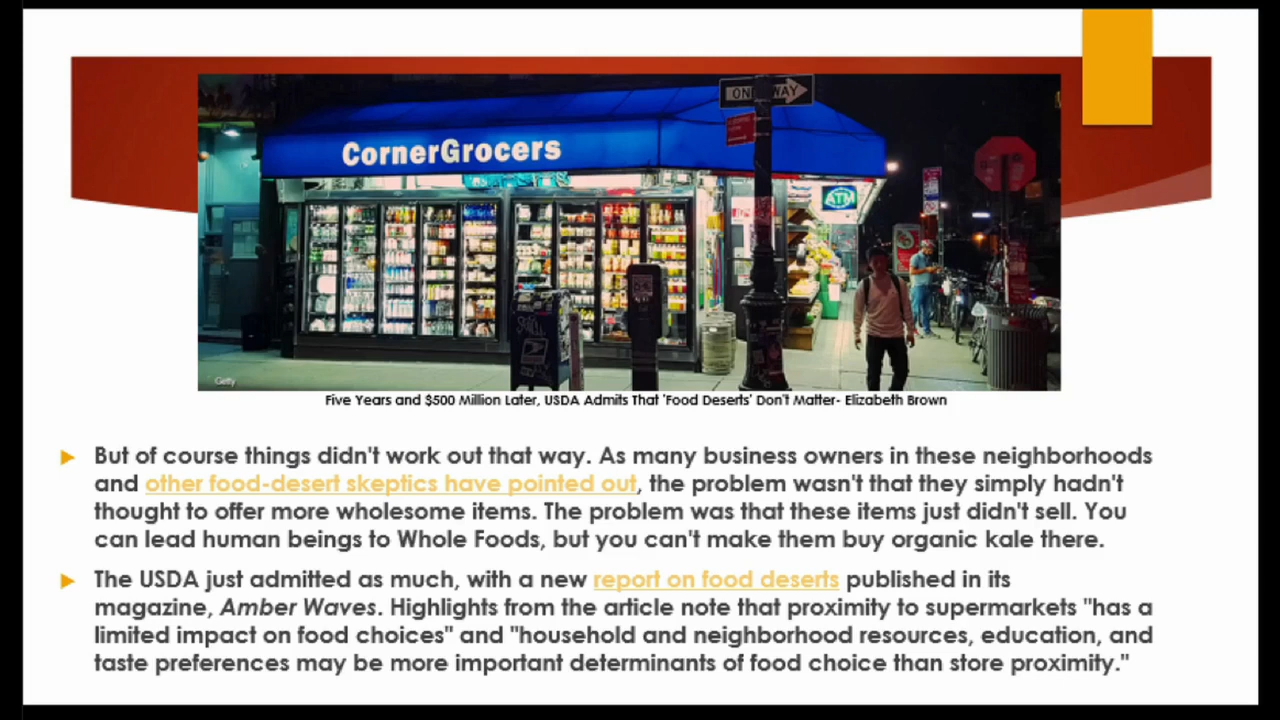 ONE WAY
CornerGrocers
ATM
Getty
Five Years and $500 Million Later, USDA Admits That 'Food Deserts' Don't Matter- Elizabeth Brown
But of course things didn't work out that way. As many business owners in these neighborhoods
and other food-desert skeptics have pointed out, the problem wasn't that they simply hadn't
thought to offer more wholesome items. The problem was that these items just didn't sell. You
can lead human beings to Whole Foods, but you can't make them buy organic kale there.
The USDA just admitted as much, with a new report on food deserts published in its
magazine, Amber Waves. Highlights from the article note that proximity to supermarkets "has a
limited impact on food choices" and "household and neighborhood resources, education, and
taste preferences may be more important determinants of food choice than store proximity."